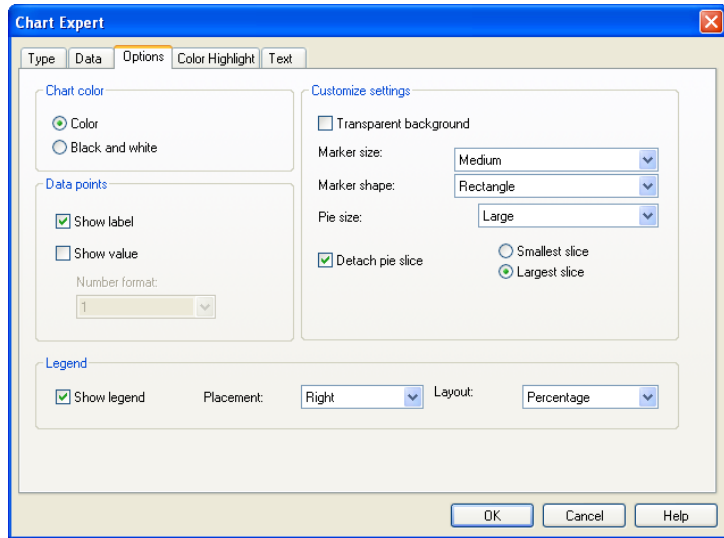 Chart Expert
Type Data Options Color Highlight Text
Chart color
Color
Black and white
Data points
Show label
Show value
Number format:
1
Customize settings
Transparent background
Marker size: Medium
Marker shape: Rectangle
Pie size: Large
Detach pie slice
Smallest slice
Largest slice
Legend
Show legend Placement: Right Layout: Percentage
OK Cancel Help